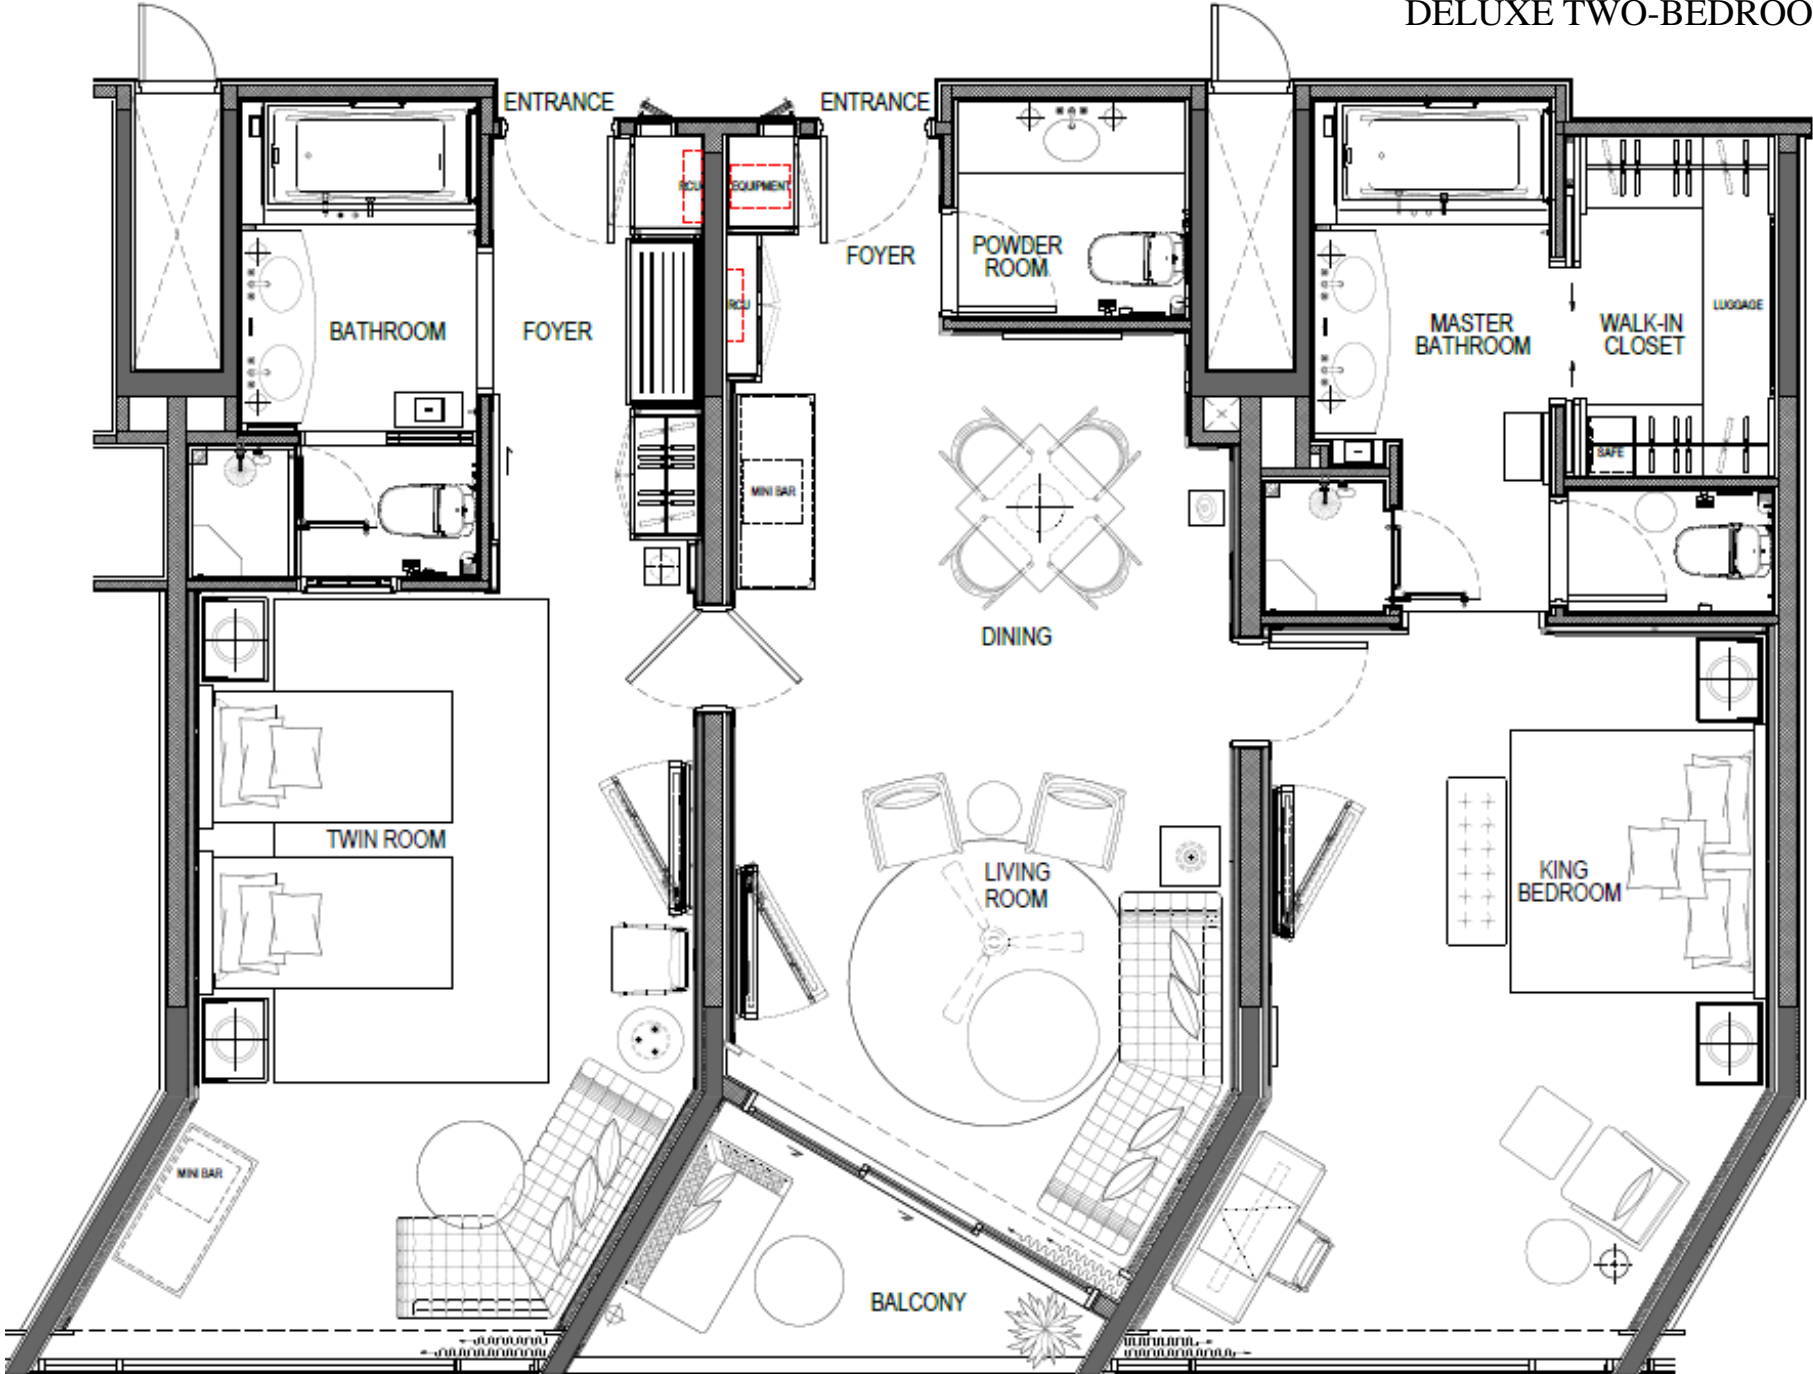 DELUXE TWO-BEDROO
ENTRANCE
ENTRANCE
RCU
EQUIPMENT
FOYER
POWDER
ROOM
RCU
LUGGAGE
BATHROOM
FOYER
MASTER
BATHROOM
WALK-IN
CLOSET
SAFE
MINI BAR
DINING
TWIN ROOM
LIVING
ROOM
KING
BEDROOM
MINI BAR
BALCONY